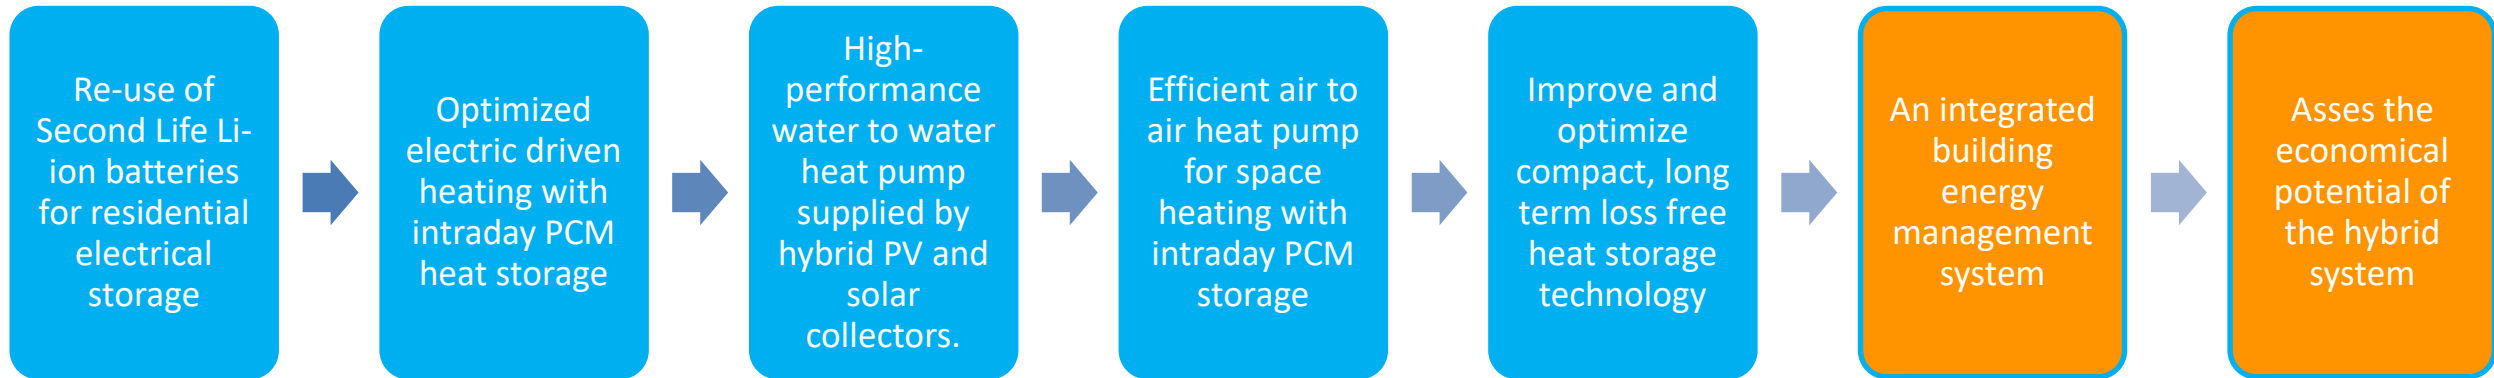 Re-use of
Second Life Li-
ion batteries
for residential
electrical
storage
Optimized
electric driven
heating with
intraday PCM
heat storage
High-
performance
water to water
heat pump
supplied by
hybrid PV and
solar
collectors.
Efficient air to
air heat pump
for space
heating with
intraday PCM
storage
Improve and
optimize
compact, long
term loss free
heat storage
technology
An integrated
building
energy
management
system
Asses the
economical
potential of
the hybrid
system